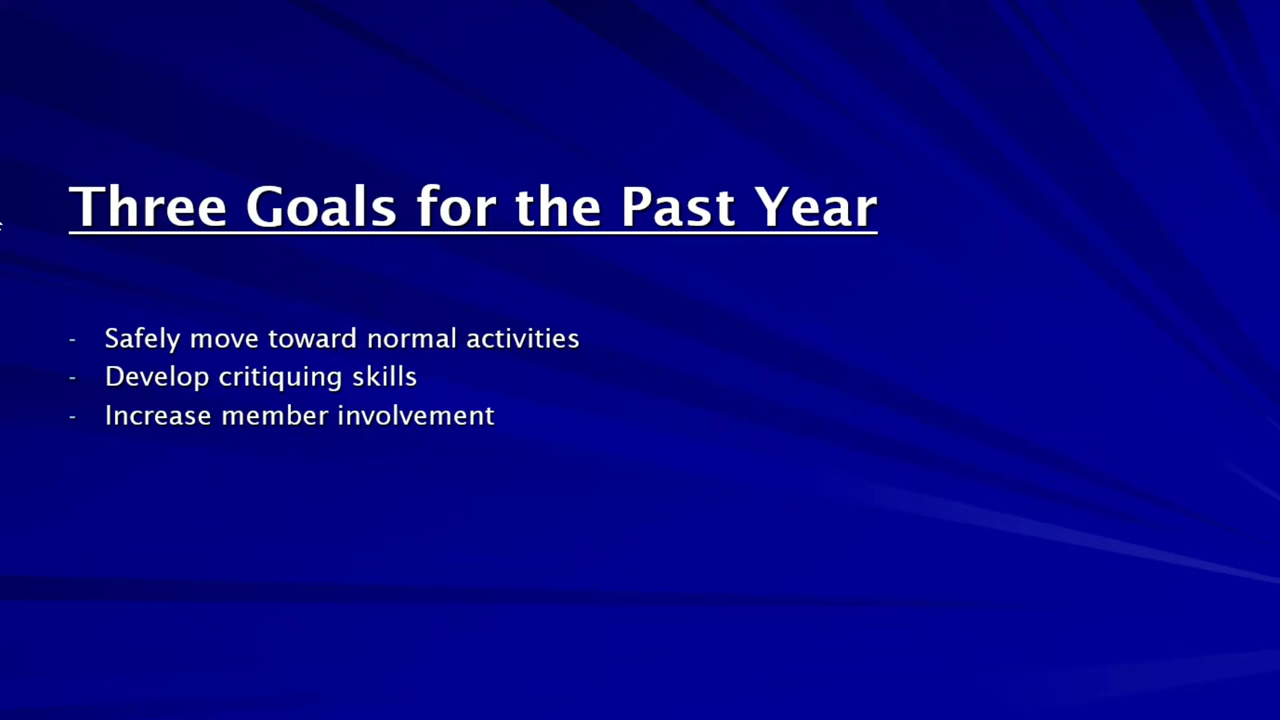 Three Goals for the Past Year
- Safely move toward normal activities
- Develop critiquing skills
- Increase member involvement